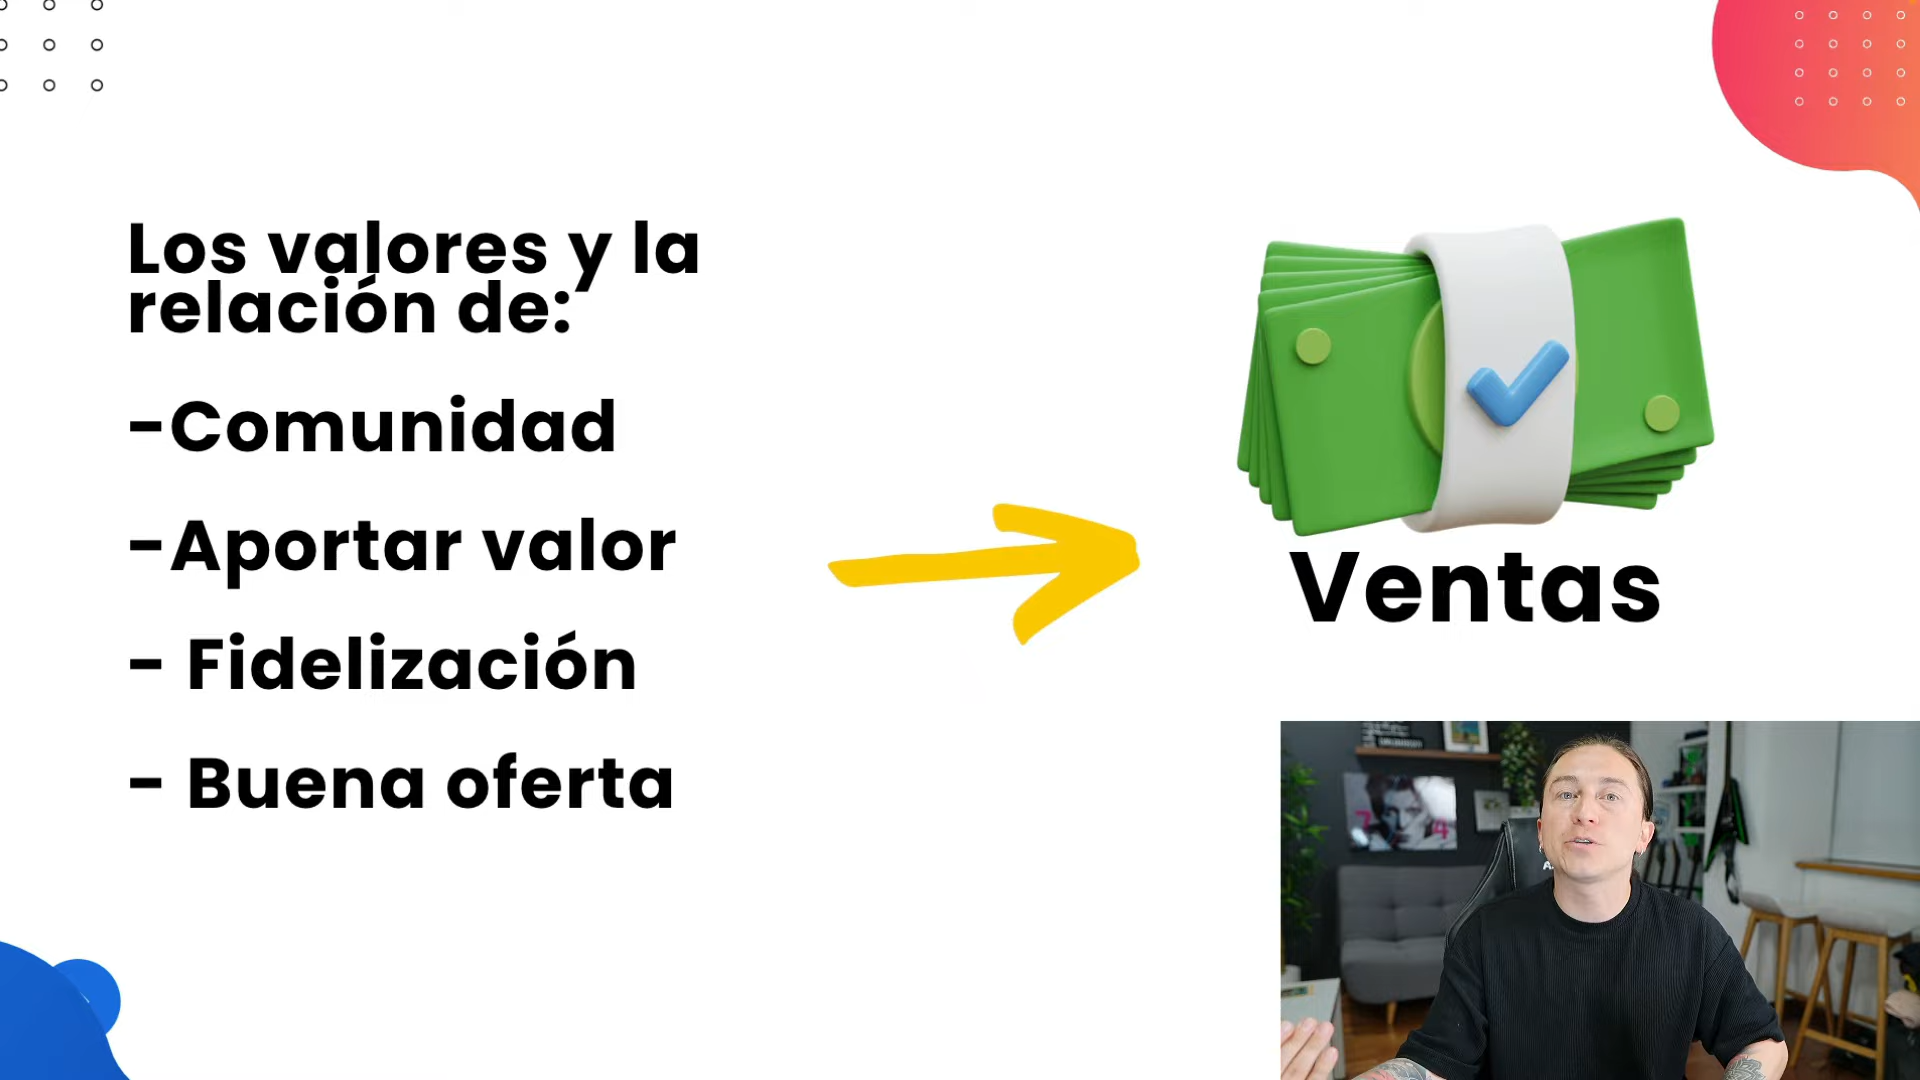 Los valores y la
relación de:
-Comunidad
-Aportar valor
- Fidelización
- Buena oferta
Ventas